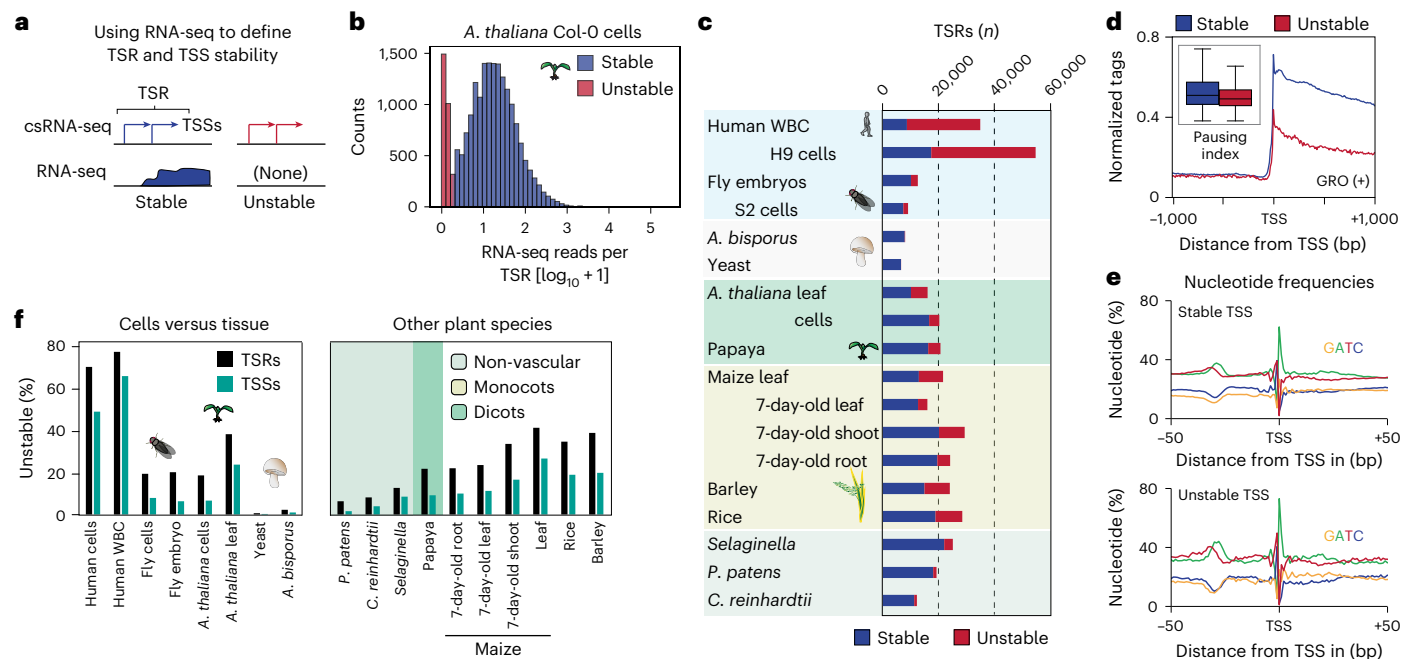 a
Using RNA-seq to define
TSR and TSS stability
TSR
csRNA-seq
TSSs
RNA-seq
(None)
Stable
Unstable
b
A. thaliana Col-0 cells
Stable
Unstable
Counts
1,500
1,000
500
0
0 1 2 3 4 5
RNA-seq reads per
TSR [log10 + 1]
c
TSRs (n)
0 20,000 40,000 60,000
Human WBC
H9 cells
Fly embryos
S2 cells
A. bisporus
Yeast
A. thaliana leaf
cells
Papaya
Maize leaf
7-day-old leaf
7-day-old shoot
7-day-old root
Barley
Rice
Selaginella
P. patens
C. reinhardtii
Stable Unstable
d
Stable Unstable
Normalized tags
0.8
0.4
0
Pausing
index
GRO (+)
–1,000 TSS +1,000
Distance from TSS (bp)
e
Nucleotide frequencies
Nucleotide (%)
80
40
0
Stable TSS
GATC
–50 TSS +50
Distance from TSS in (bp)
Nucleotide (%)
80
40
0
Unstable TSS
GATC
–50 TSS +50
Distance from TSS in (bp)
f
Cells versus tissue
Unstable (%)
80
60
40
20
0
TSRs
TSSs
Human cells
Human WBC
Fly cells
Fly embryo
A. thaliana cells
A. thaliana leaf
Yeast
A. bisporus
Other plant species
Non-vascular
Monocots
Dicots
P. patens
C. reinhardtii
Selaginella
Papaya
7-day-old root
7-day-old leaf
7-day-old shoot
Leaf
Rice
Barley
Maize